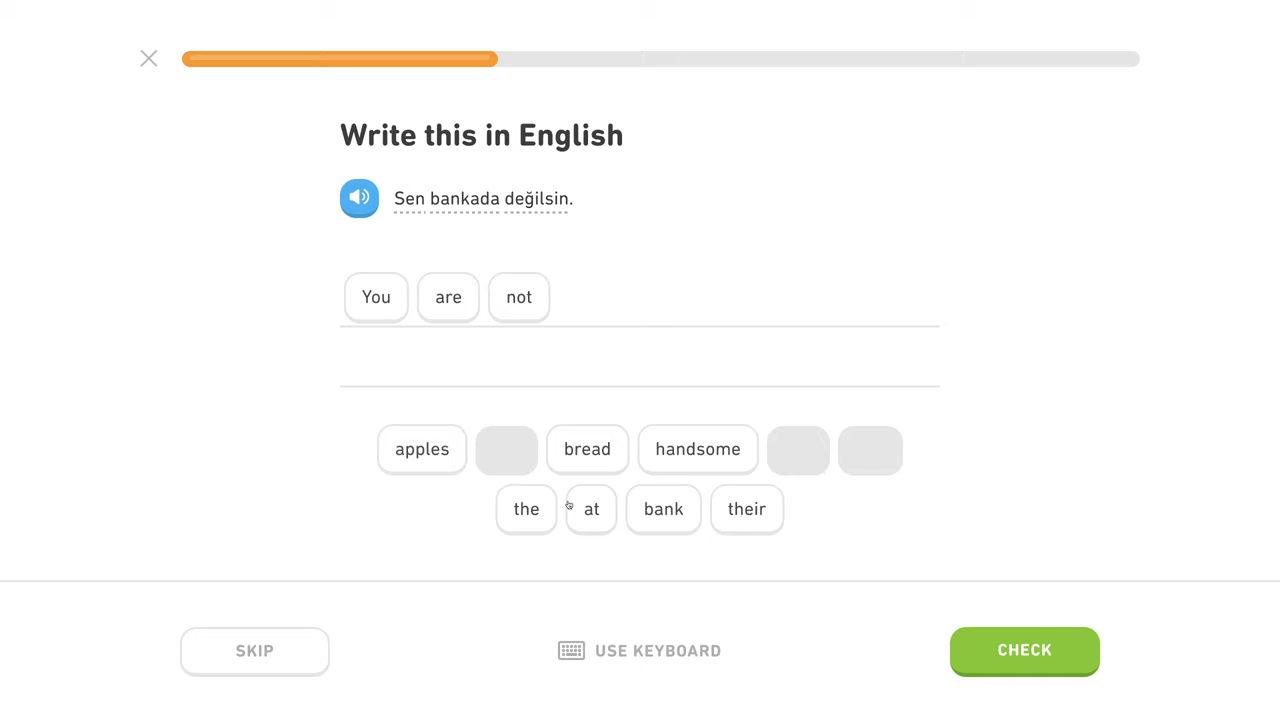 Write this in English
Sen bankada değilsin.
You are not
apples bread handsome
the at bank their
SKIP USE KEYBOARD CHECK